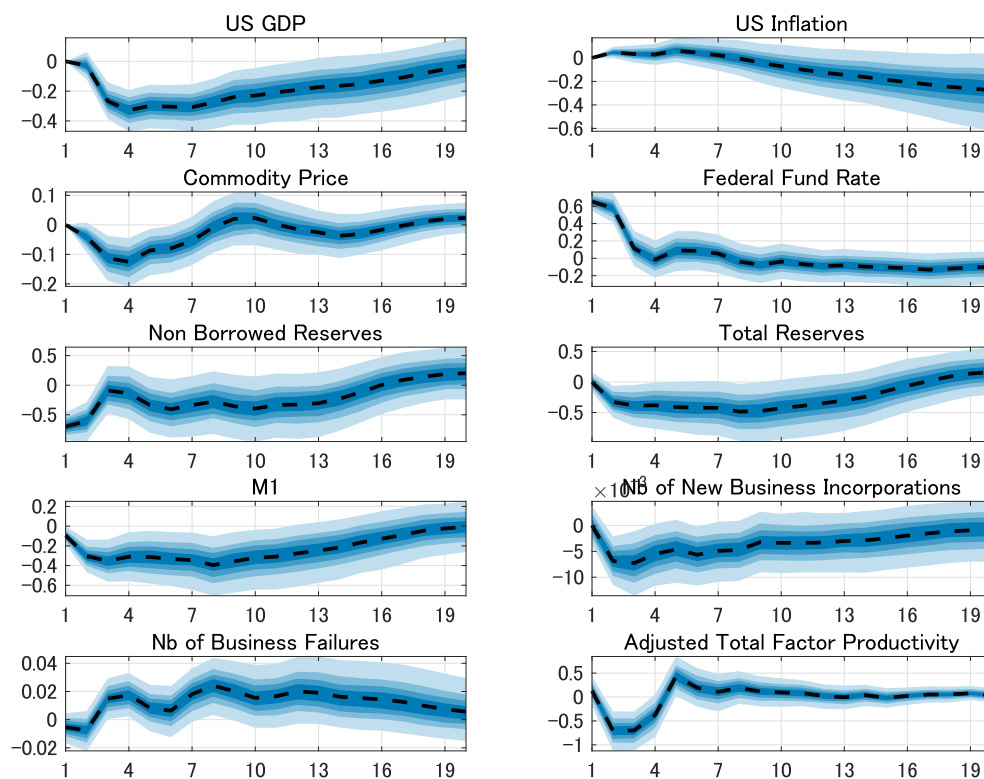 US GDP
0
−0.2
−0.4
1 4 7 10 13 16 19
US Inflation
0
−0.2
−0.4
−0.6
1 4 7 10 13 16 19
Commodity Price
0.1
0
−0.1
−0.2
1 4 7 10 13 16 19
Federal Fund Rate
0.6
0.2
0
−0.2
1 4 7 10 13 16 19
Non Borrowed Reserves
0.5
0
−0.5
1 4 7 10 13 16 19
Total Reserves
0.5
0
−0.5
1 4 7 10 13 16 19
M1
0.2
0
−0.2
−0.4
−0.6
1 4 7 10 13 16 19
×10
Nb of New Business Incorporations
0
−5
−10
1 4 7 10 13 16 19
Nb of Business Failures
0.04
0.02
0
−0.02
1 4 7 10 13 16 19
Adjusted Total Factor Productivity
0.5
0
−0.5
−1
1 4 7 10 13 16 19